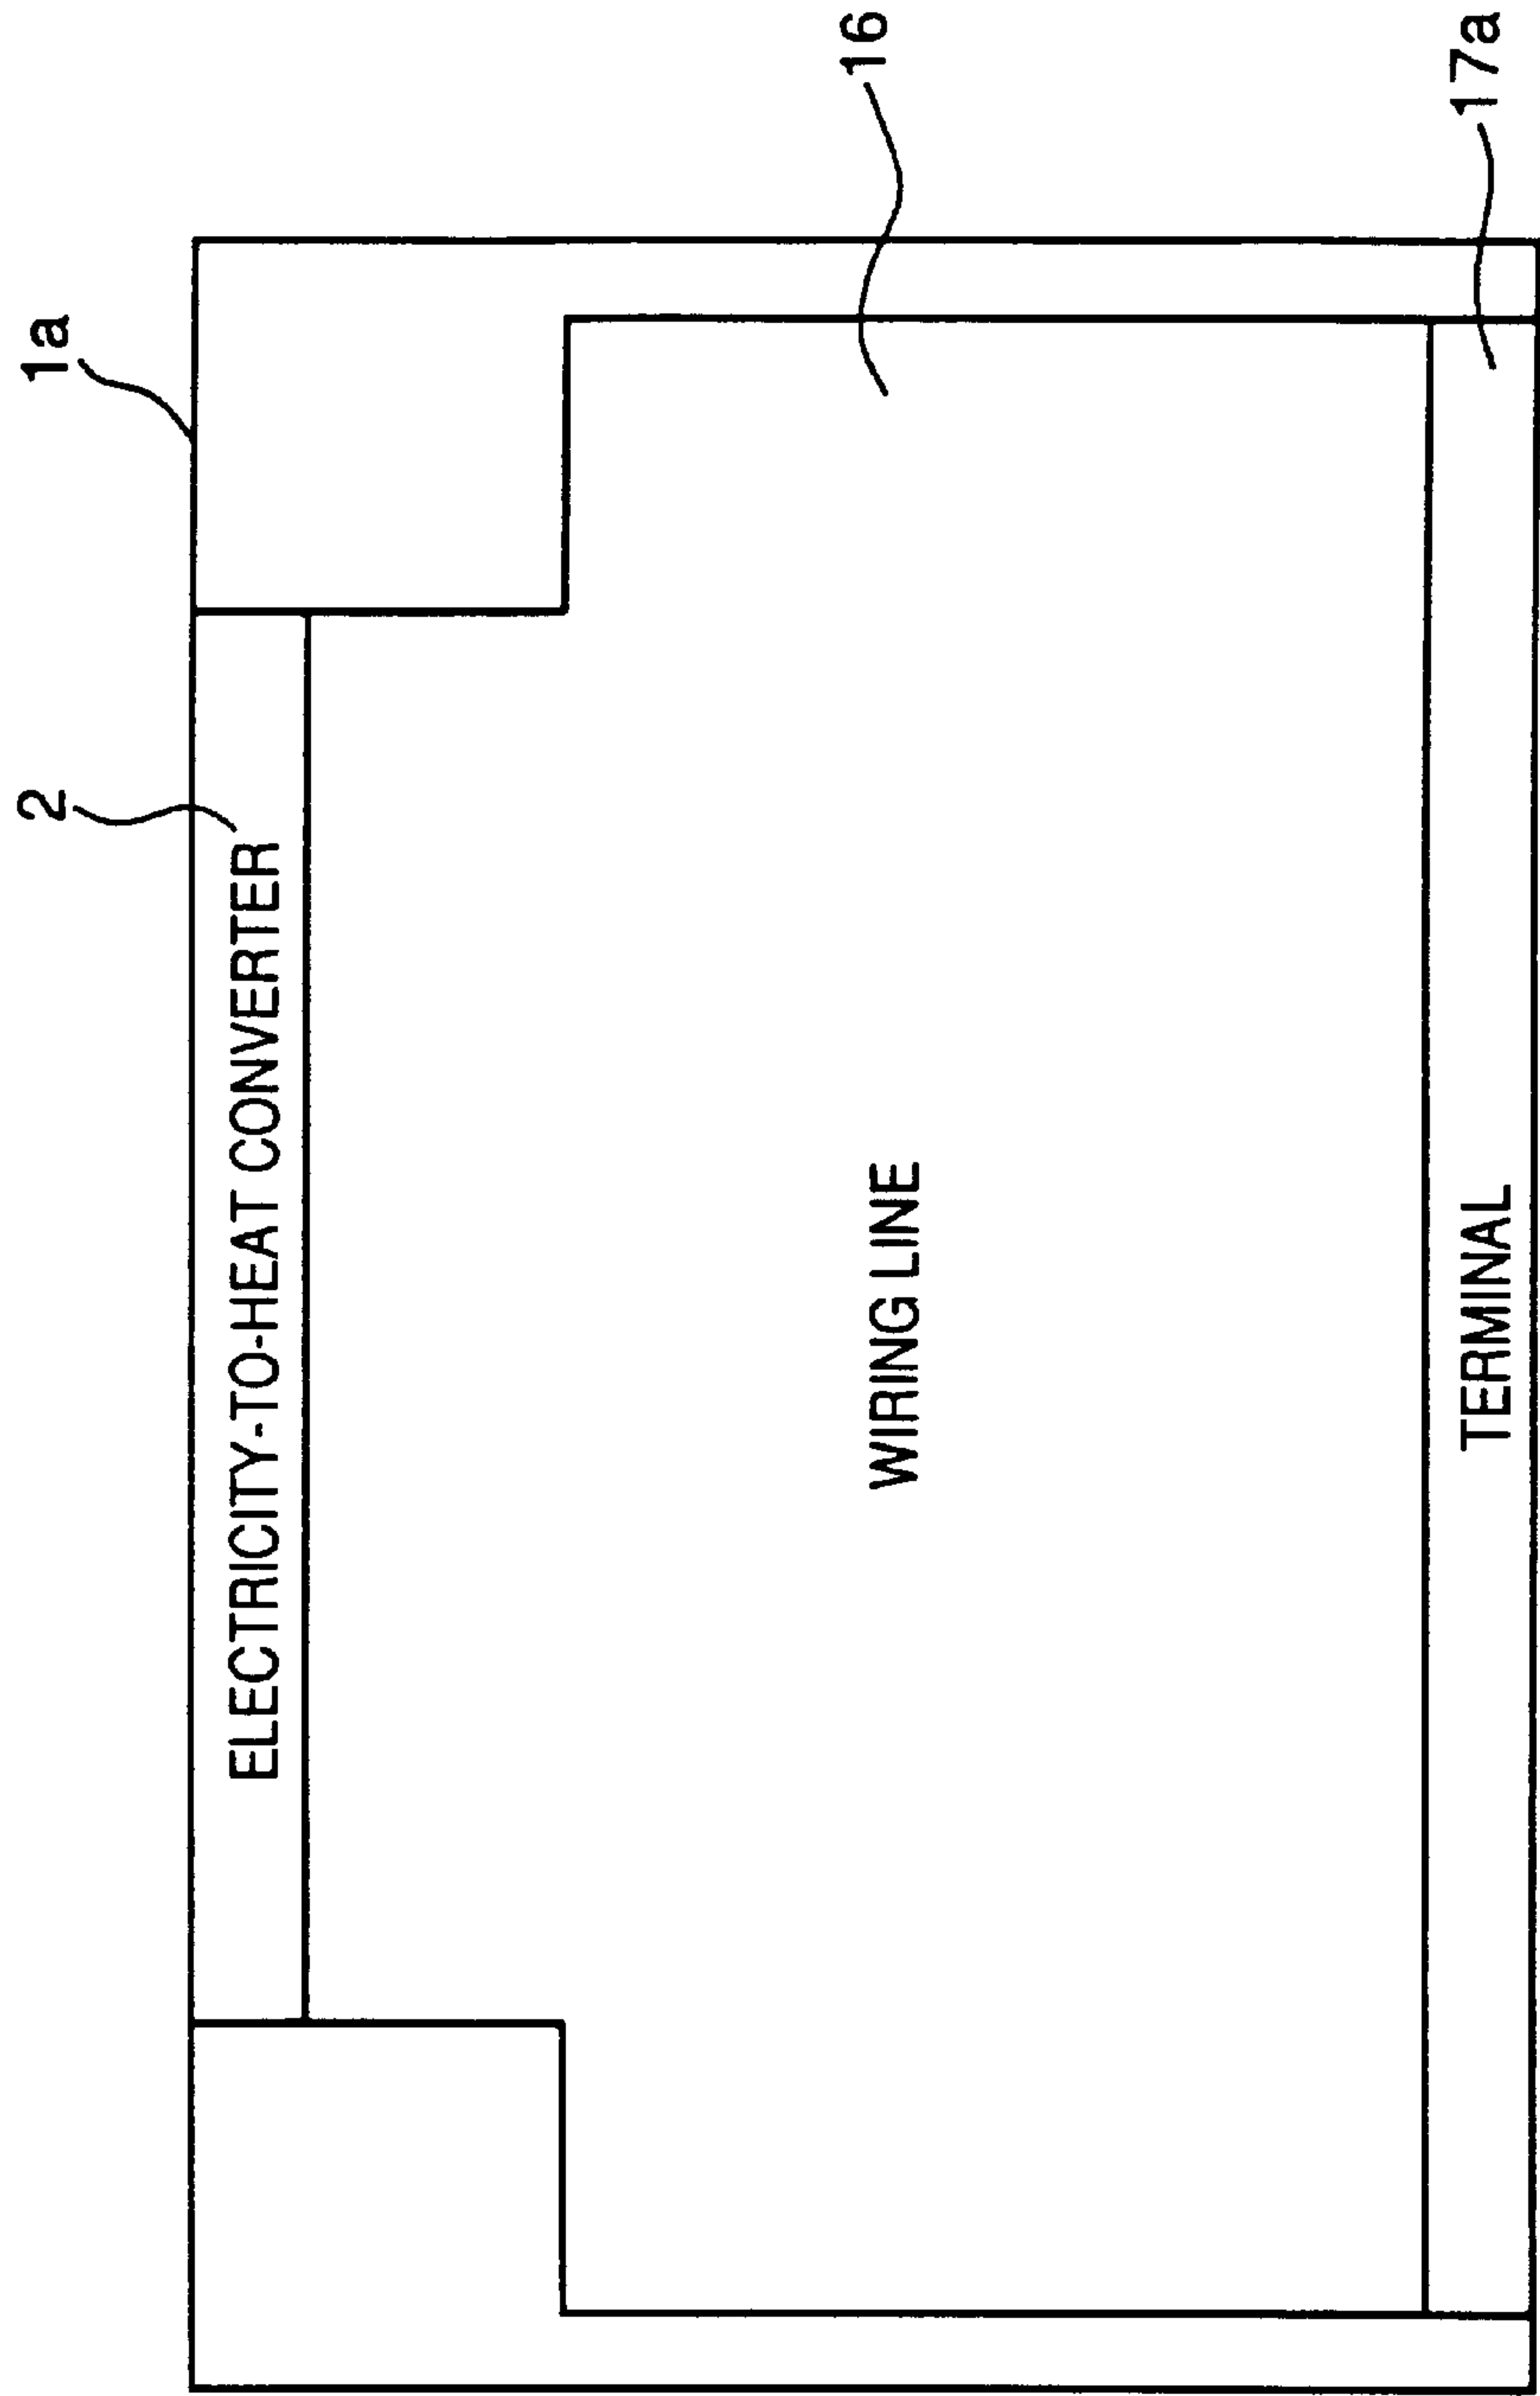 1a
2
ELECTRICITY-TO-HEAT CONVERTER
16
WIRING LINE
17a
TERMINAL